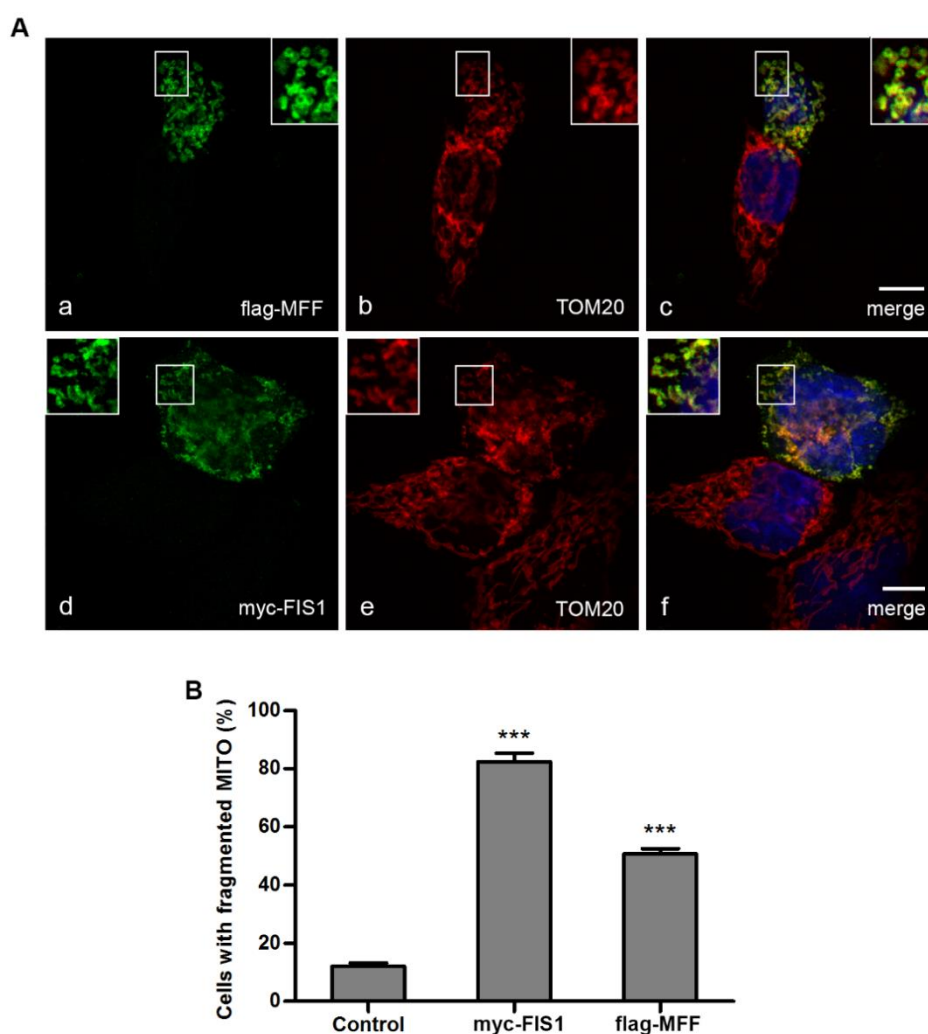 A
a flag-MFF b TOM20 c merge
d myc-FIS1 e TOM20 f merge
B
Cells with fragmented MITO (%)
100
80
60
40
20
0
***
***
Control myc-FIS1 flag-MFF